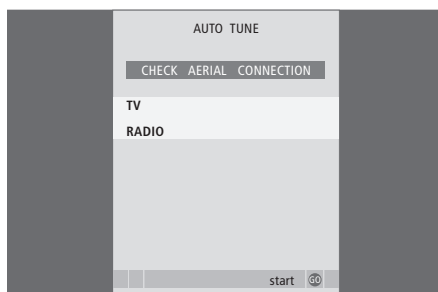 AUTO TUNE
CHECK AERIAL CONNECTION
TV
RADIO
start GO